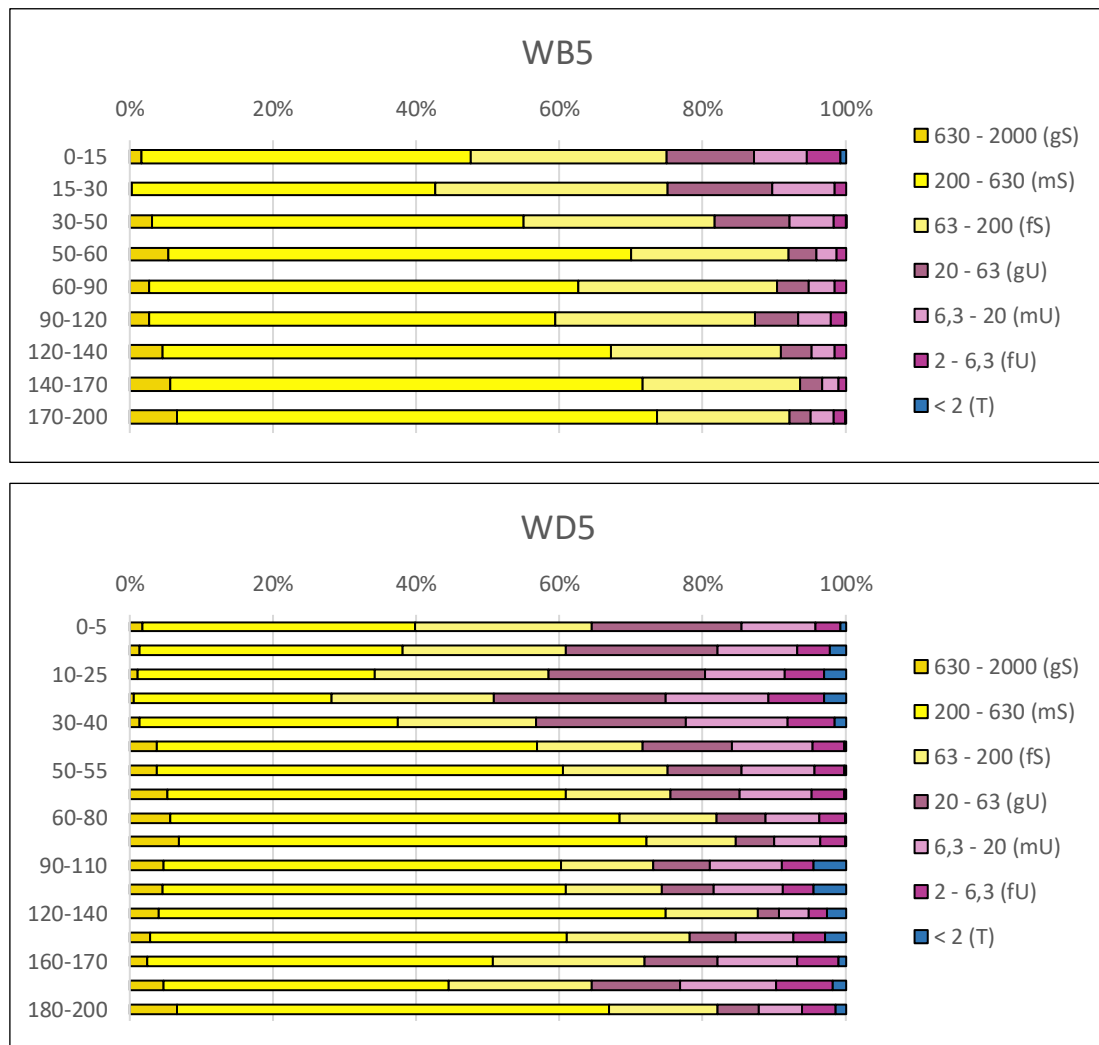 WB5
0% 20% 40% 60% 80% 100%
0-15
15-30
30-50
50-60
60-90
90-120
120-140
140-170
170-200
630 - 2000 (gS)
200 - 630 (mS)
63 - 200 (fS)
20 - 63 (gU)
6,3 - 20 (mU)
2 - 6,3 (fU)
< 2 (T)
WD5
0% 20% 40% 60% 80% 100%
0-5
10-25
30-40
50-55
60-80
90-110
120-140
160-170
180-200
630 - 2000 (gS)
200 - 630 (mS)
63 - 200 (fS)
20 - 63 (gU)
6,3 - 20 (mU)
2 - 6,3 (fU)
< 2 (T)